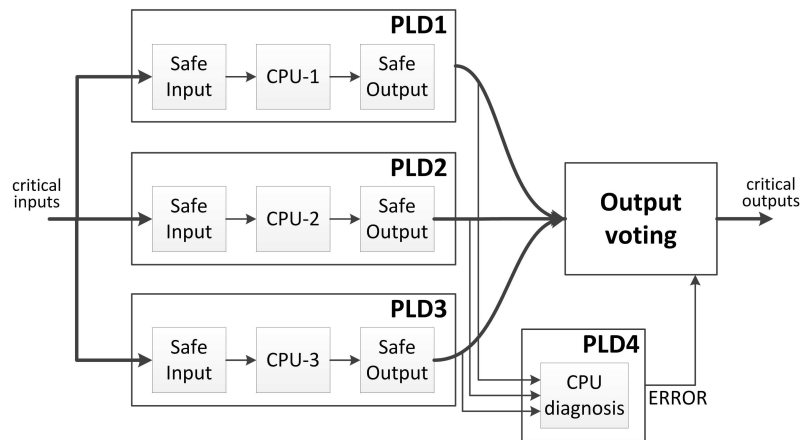 PLD1
Safe
Input
CPU-1
Safe
Output
PLD2
Safe
Input
CPU-2
Safe
Output
PLD3
Safe
Input
CPU-3
Safe
Output
critical
inputs
Output
voting
critical
outputs
PLD4
CPU
diagnosis
ERROR